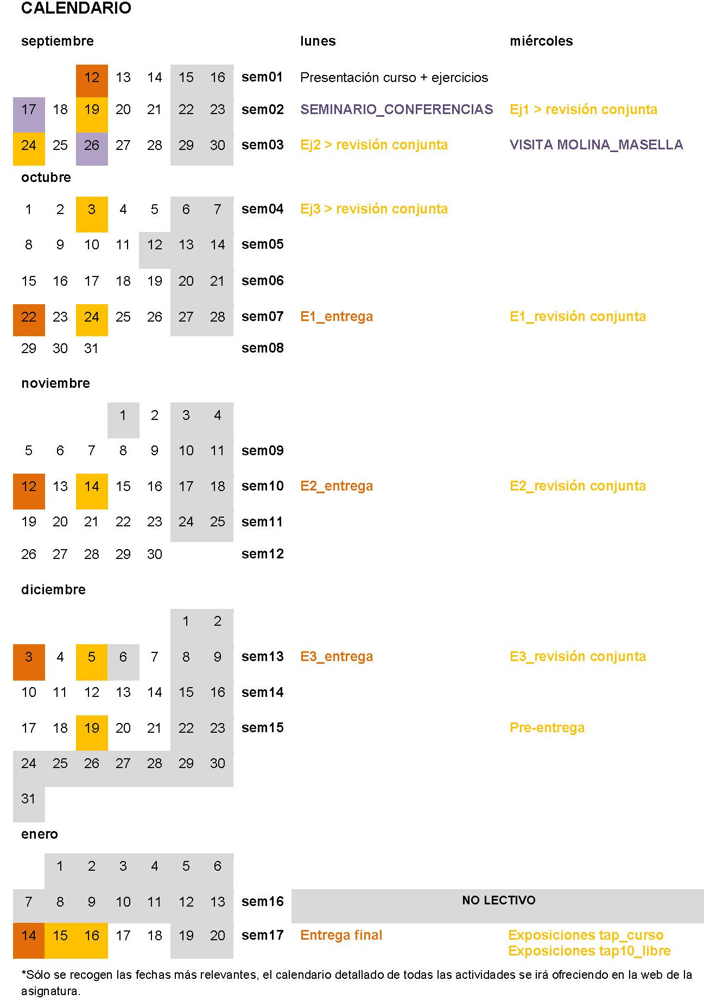 CALENDARIO
septiembre lunes miércoles
12 13 14 15 16 sem01 Presentación curso + ejercicios
17 18 19 20 21 22 23 sem02 SEMINARIO_CONFERENCIAS Ej1 > revisión conjunta
24 25 26 27 28 29 30 sem03 Ej2 > revisión conjunta VISITA MOLINA_MASELLA
octubre
1 2 3 4 5 6 7 sem04 Ej3 > revisión conjunta
8 9 10 11 12 13 14 sem05
15 16 17 18 19 20 21 sem06
22 23 24 25 26 27 28 sem07 E1_entrega E1_revisión conjunta
29 30 31 sem08
noviembre
1 2 3 4
5 6 7 8 9 10 11 sem09
12 13 14 15 16 17 18 sem10 E2_entrega E2_revisión conjunta
19 20 21 22 23 24 25 sem11
26 27 28 29 30 sem12
diciembre
1 2
3 4 5 6 7 8 9 sem13 E3_entrega E3_revisión conjunta
10 11 12 13 14 15 16 sem14
17 18 19 20 21 22 23 sem15 Pre-entrega
24 25 26 27 28 29 30
31
enero
1 2 3 4 5 6
7 8 9 10 11 12 13 sem16 NO LECTIVO
14 15 16 17 18 19 20 sem17 Entrega final Exposiciones tap_curso
Exposiciones tap10_libre
*Sólo se recogen las fechas más relevantes, el calendario detallado de todas las actividades se irá ofreciendo en la web de la
asignatura.